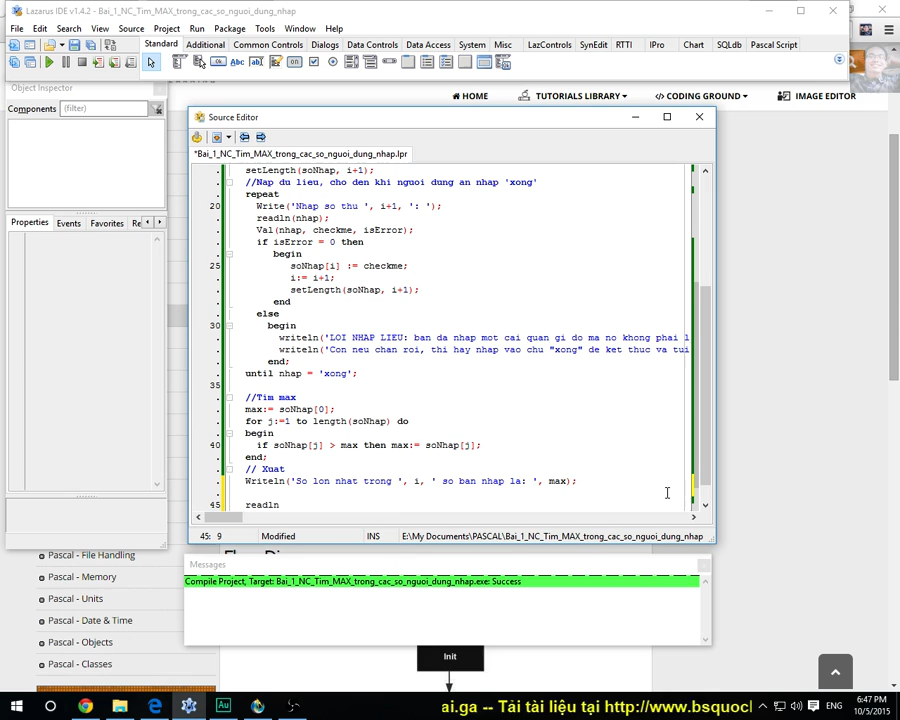 Lazarus IDE v1.4.2 - Bai_1_NC_Tim_MAX_trong_cac_so_nguoi_dung_nhap
File Edit Search View Source Project Run Package Tools Window Help
Standard Additional Common Controls Dialogs Data Controls Data Access System Misc LazControls SynEdit RTTI IPro Chart SQLdb Pascal Script
Object Inspector
Components (filter)
Properties Events Favorites Re
HOME TUTORIALS LIBRARY CODING GROUND IMAGE EDITOR
Source Editor
*Bai_1_NC_Tim_MAX_trong_cac_so_nguoi_dung_nhap.lpr
setLength(soNhap, i+1);
//Nap du lieu, cho den khi nguoi dung an nhap 'xong'
repeat
20 Write('Nhap so thu ', i+1, ': ');
readln(nhap);
Val(nhap, checkme, isError);
if isError = 0 then
begin
25 soNhap[i] := checkme;
i:= i+1;
setLength(soNhap, i+1);
end
else
30 begin
writeln('LOI NHAP LIEU: ban da nhap mot cai quan gi do ma no khong phai l
writeln('Con neu chan roi, thi hay nhap vao chu "xong" de ket thuc va tui
end;
until nhap = 'xong';
35
//Tim max
max:= soNhap[0];
for j:=1 to length(soNhap) do
begin
40 if soNhap[j] > max then max:= soNhap[j];
end;
// Xuat
Writeln('So lon nhat trong ', i, ' so ban nhap la: ', max);
45 readln
45: 9 Modified INS E:\My Documents\PASCAL\Bai_1_NC_Tim_MAX_trong_cac_so_nguoi_dung_nhap
Messages
Compile Project, Target: Bai_1_NC_Tim_MAX_trong_cac_so_nguoi_dung_nhap.exe: Success
Pascal - File Handling
Pascal - Memory
Pascal - Units
Pascal - Date & Time
Pascal - Objects
Pascal - Classes
Init
ai.ga -- Tải tài liệu tại http://www.bsquocl
ENG
6:47 PM
10/5/2015